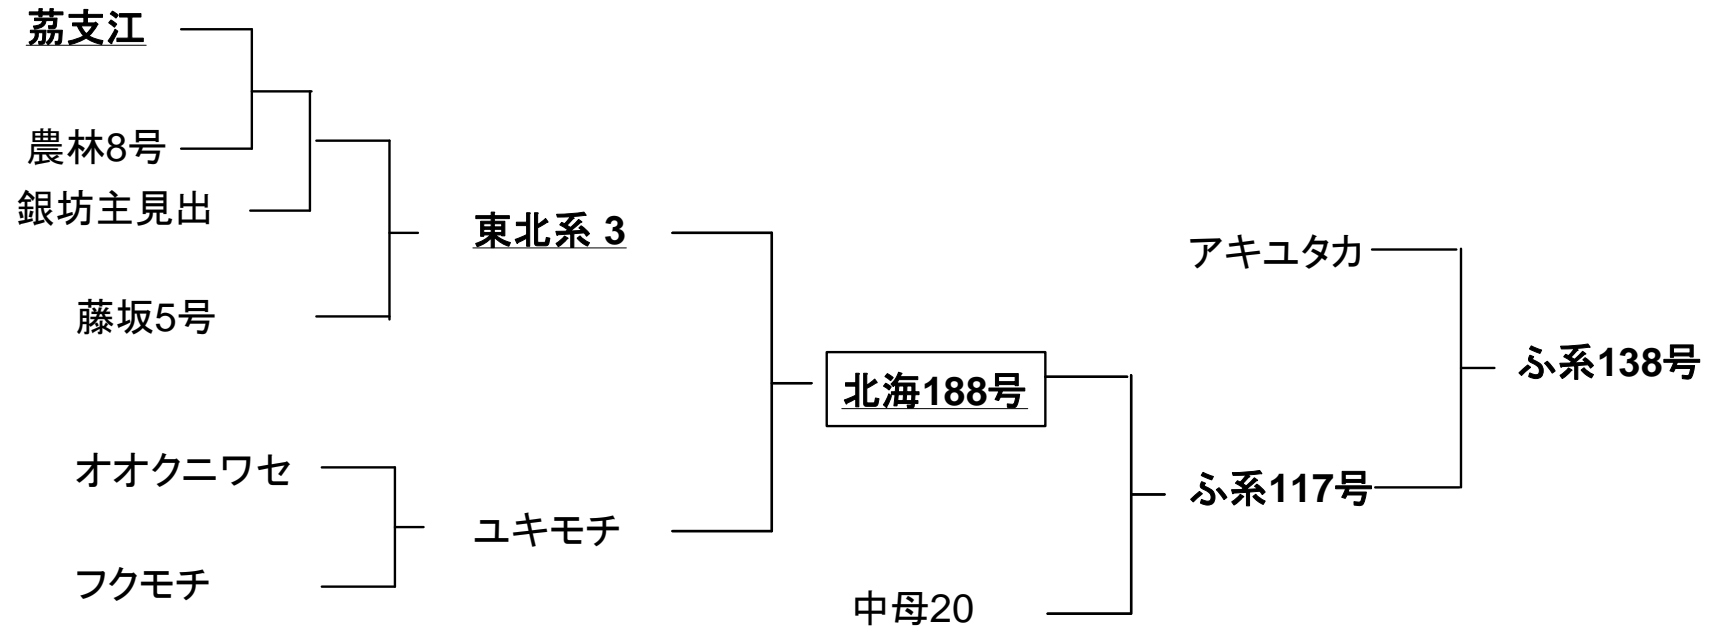 茘支江
農林8号
銀坊主見出
藤坂5号
東北系 3
オオクニワセ
フクモチ
ユキモチ
北海188号
中母20
アキユタカ
ふ系117号
ふ系138号